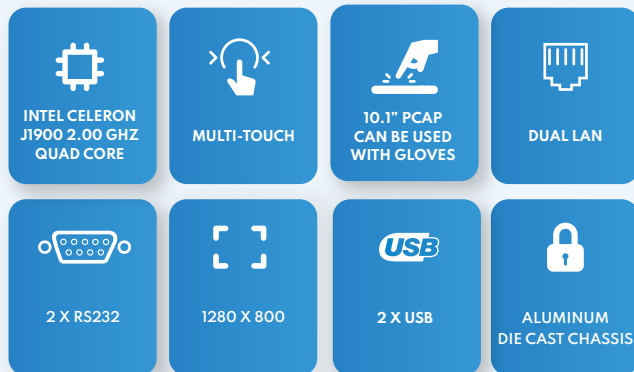 INTEL CELERON
J1900 2.00 GHZ
QUAD CORE
MULTI-TOUCH
10.1" PCAP
CAN BE USED
WITH GLOVES
DUAL LAN
2 X RS232
1280 X 800
USB
2 X USB
ALUMINUM
DIE CAST CHASSIS